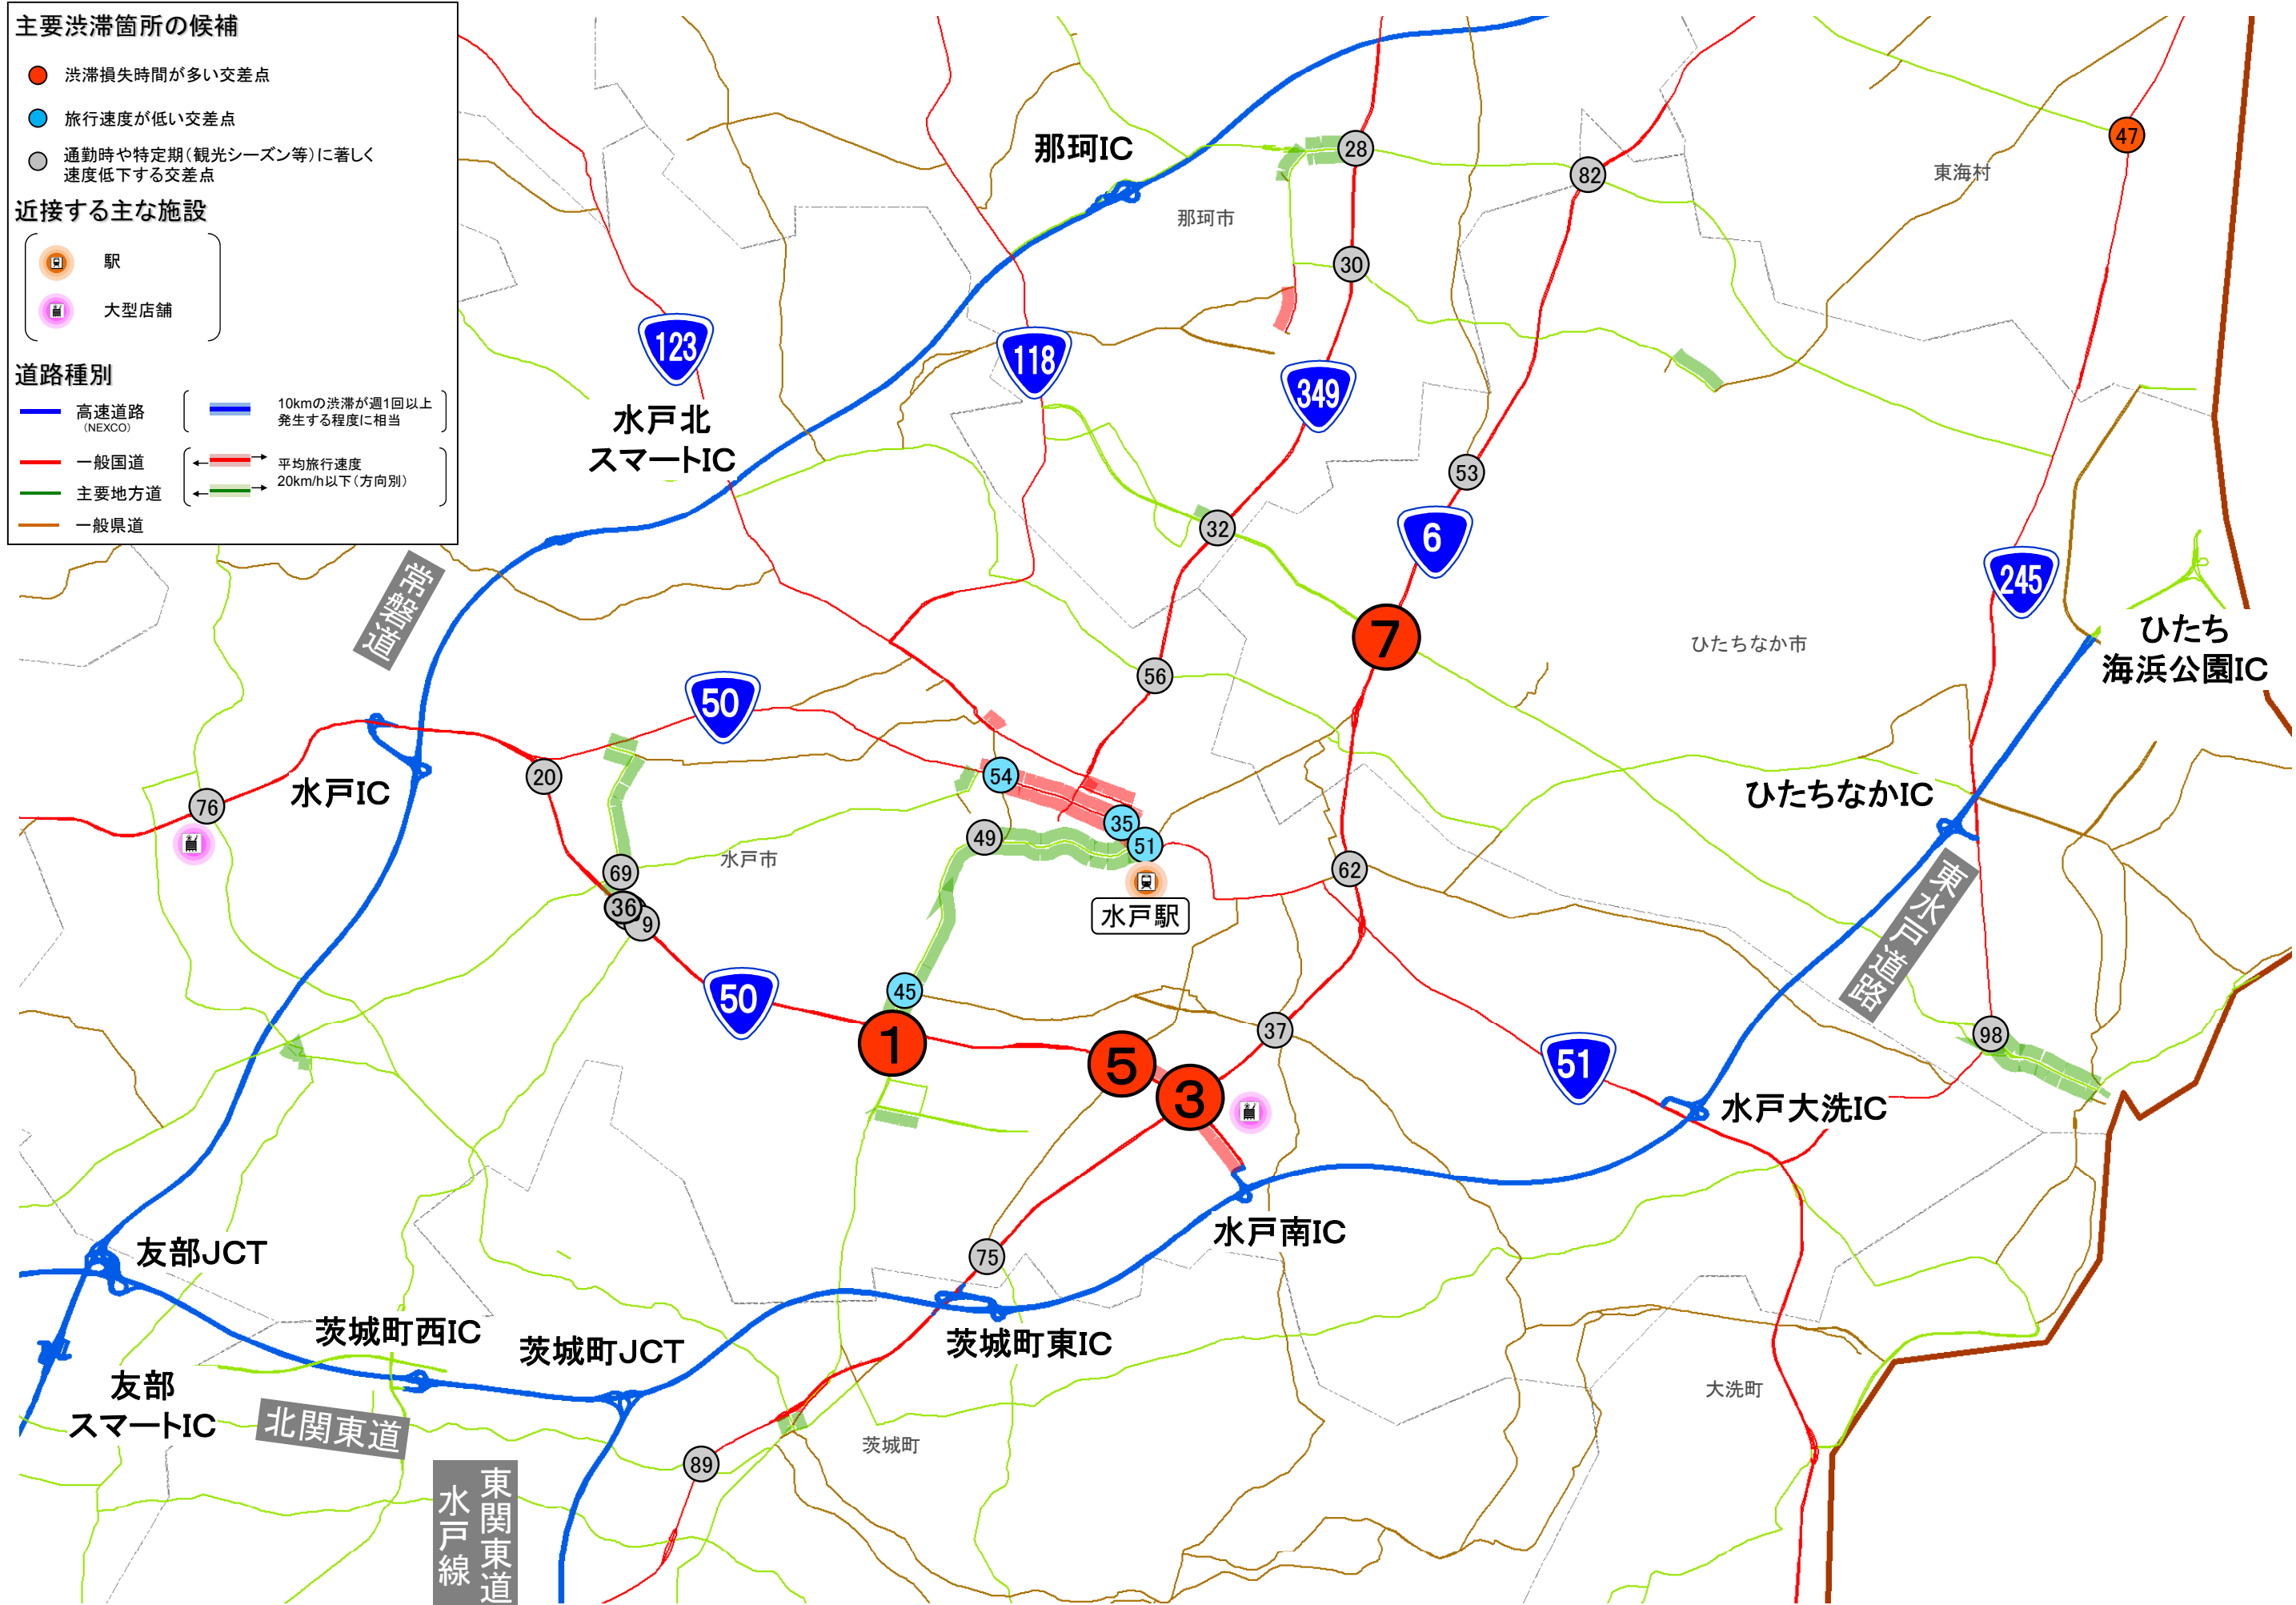 主要渋滞箇所の候補
渋滞損失時間が多い交差点
旅行速度が低い交差点
通勤時や特定期（観光シーズン等）に著しく
速度低下する交差点
近接する主な施設
駅
大型店舗
道路種別
高速道路
（NEXCO）
10kmの渋滞が週1回以上
発生する程度に相当
一般国道
主要地方道
平均旅行速度
20km/h以下（方向別）
一般県道
那珂IC
28
47
82
東海村
那珂市
30
123
118
349
水戸北
スマートIC
53
32
6
常磐道
245
7
ひたち
海浜公園IC
ひたちなか市
56
50
20
54
水戸IC
ひたちなかIC
76
35
49
51
水戸市
69
62
水戸駅
36
9
東水戸道路
50
45
1
37
98
5
3
51
水戸大洗IC
水戸南IC
友部JCT
75
茨城町西IC
茨城町JCT
茨城町東IC
友部
スマートIC
大洗町
北関東道
茨城町
89
東関東道
水戸線